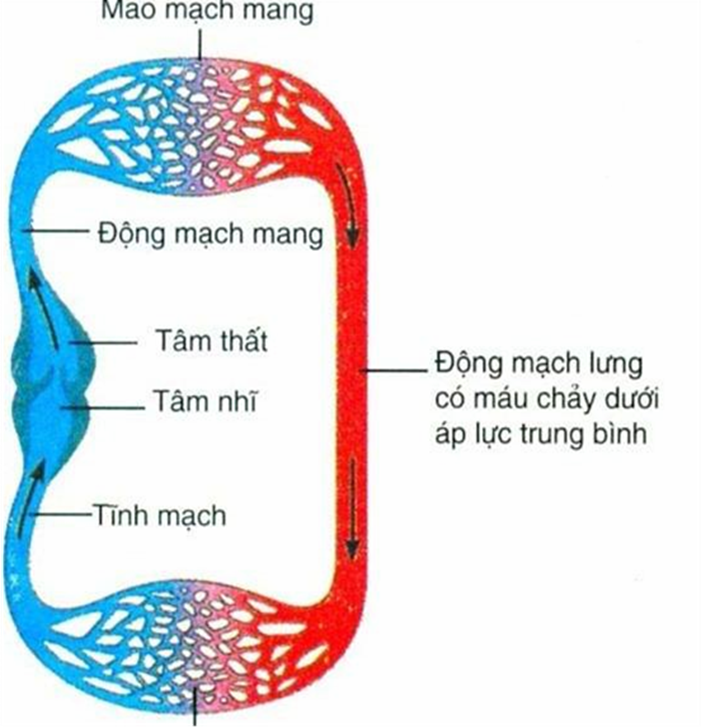 Mao mạch mang
Động mạch mang
Tâm thất
Tâm nhĩ
Động mạch lưng
có máu chảy dưới
áp lực trung bình
Tĩnh mạch